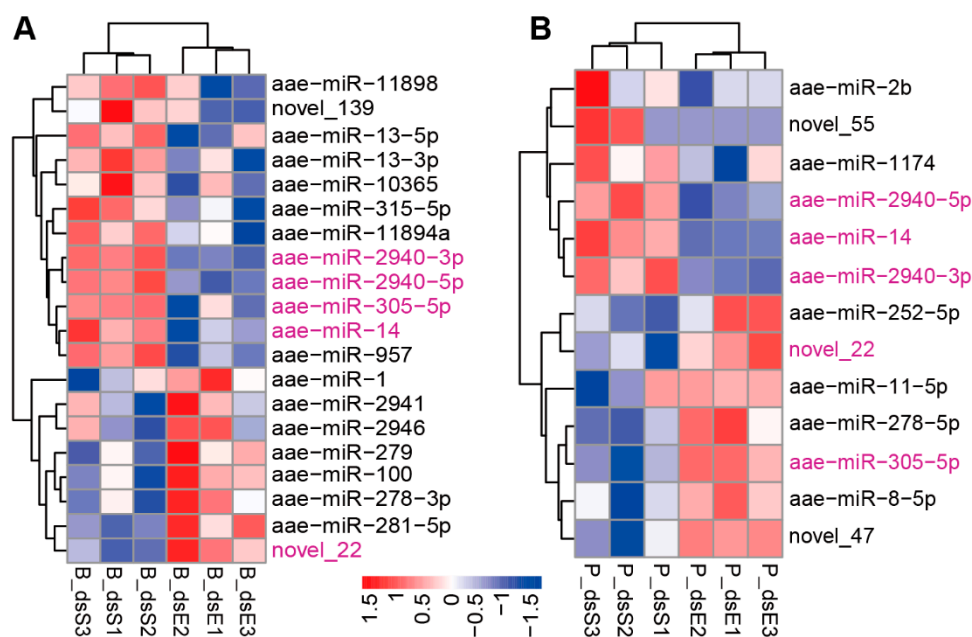 A
aae-miR-11898
novel_139
aae-miR-13-5p
aae-miR-13-3p
aae-miR-10365
aae-miR-315-5p
aae-miR-11894a
aae-miR-2940-3p
aae-miR-2940-5p
aae-miR-305-5p
aae-miR-14
aae-miR-957
aae-miR-1
aae-miR-2941
aae-miR-2946
aae-miR-279
aae-miR-100
aae-miR-278-3p
aae-miR-281-5p
novel_22
B_dsS3
B_dsS1
B_dsS2
B_dsE2
B_dsE1
B_dsE3
1.5
1
0.5
0
-0.5
-1
-1.5
B
aae-miR-2b
novel_55
aae-miR-1174
aae-miR-2940-5p
aae-miR-14
aae-miR-2940-3p
aae-miR-252-5p
novel_22
aae-miR-11-5p
aae-miR-278-5p
aae-miR-305-5p
aae-miR-8-5p
novel_47
P_dsS3
P_dsS2
P_dsS1
P_dsE2
P_dsE1
P_dsE3